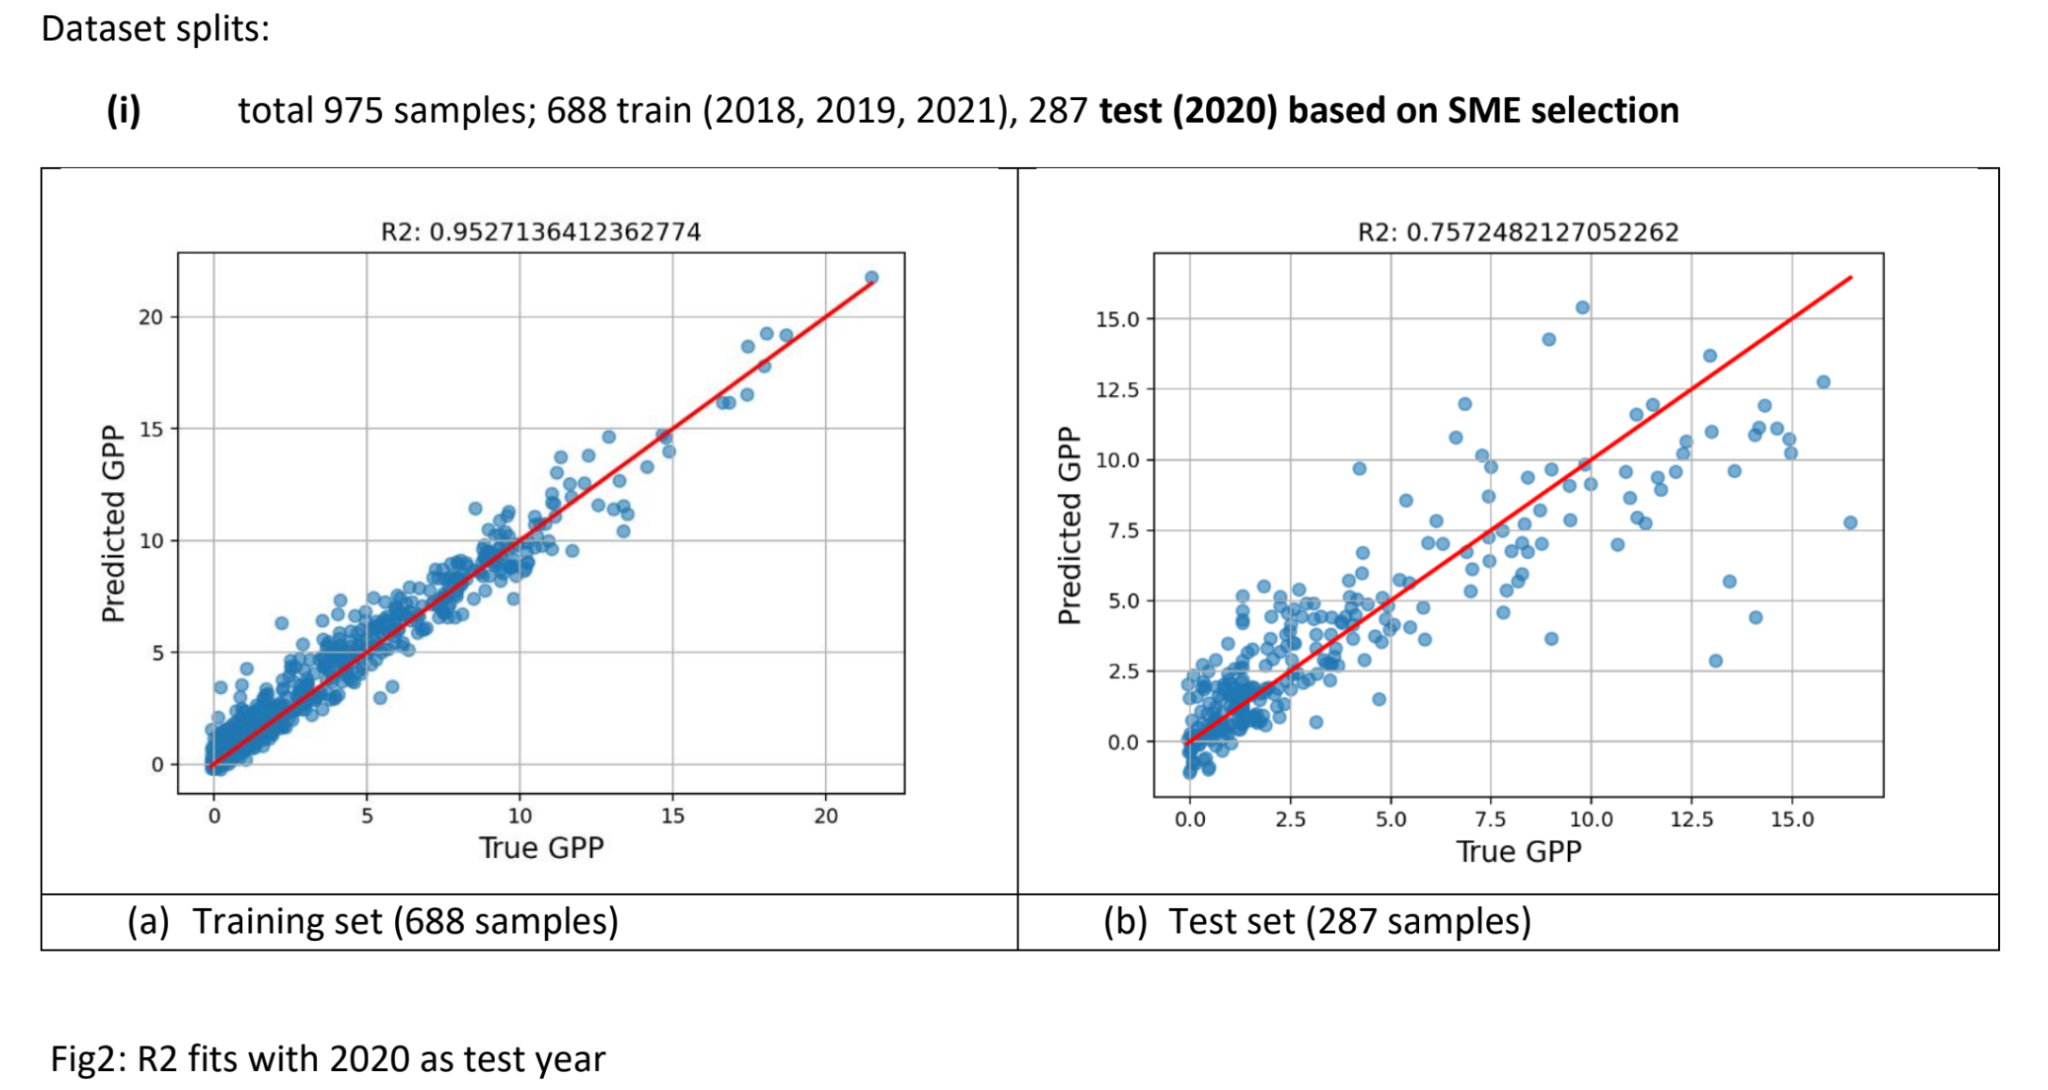 Dataset splits:
(i) total 975 samples; 688 train (2018, 2019, 2021), 287 test (2020) based on SME selection
R2: 0.9527136412362774
20
15
10
5
0
Predicted GPP
0 5 10 15 20
True GPP
R2: 0.7572482127052262
15.0
12.5
10.0
7.5
5.0
2.5
0.0
Predicted GPP
0.0 2.5 5.0 7.5 10.0 12.5 15.0
True GPP
(a) Training set (688 samples)
(b) Test set (287 samples)
Fig2: R2 fits with 2020 as test year